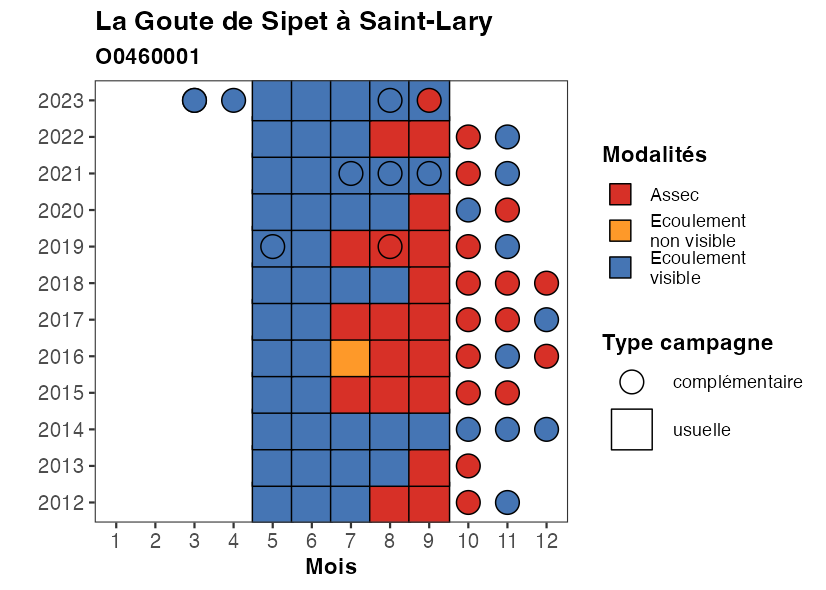 La Goute de Sipet à Saint-Lary
O0460001
2023
2022
2021
2020
2019
2018
2017
2016
2015
2014
2013
2012
1 2 3 4 5 6 7 8 9 10 11 12
Mois
Modalités
Assec
Ecoulement
non visible
Ecoulement
visible
Type campagne
complémentaire
usuelle